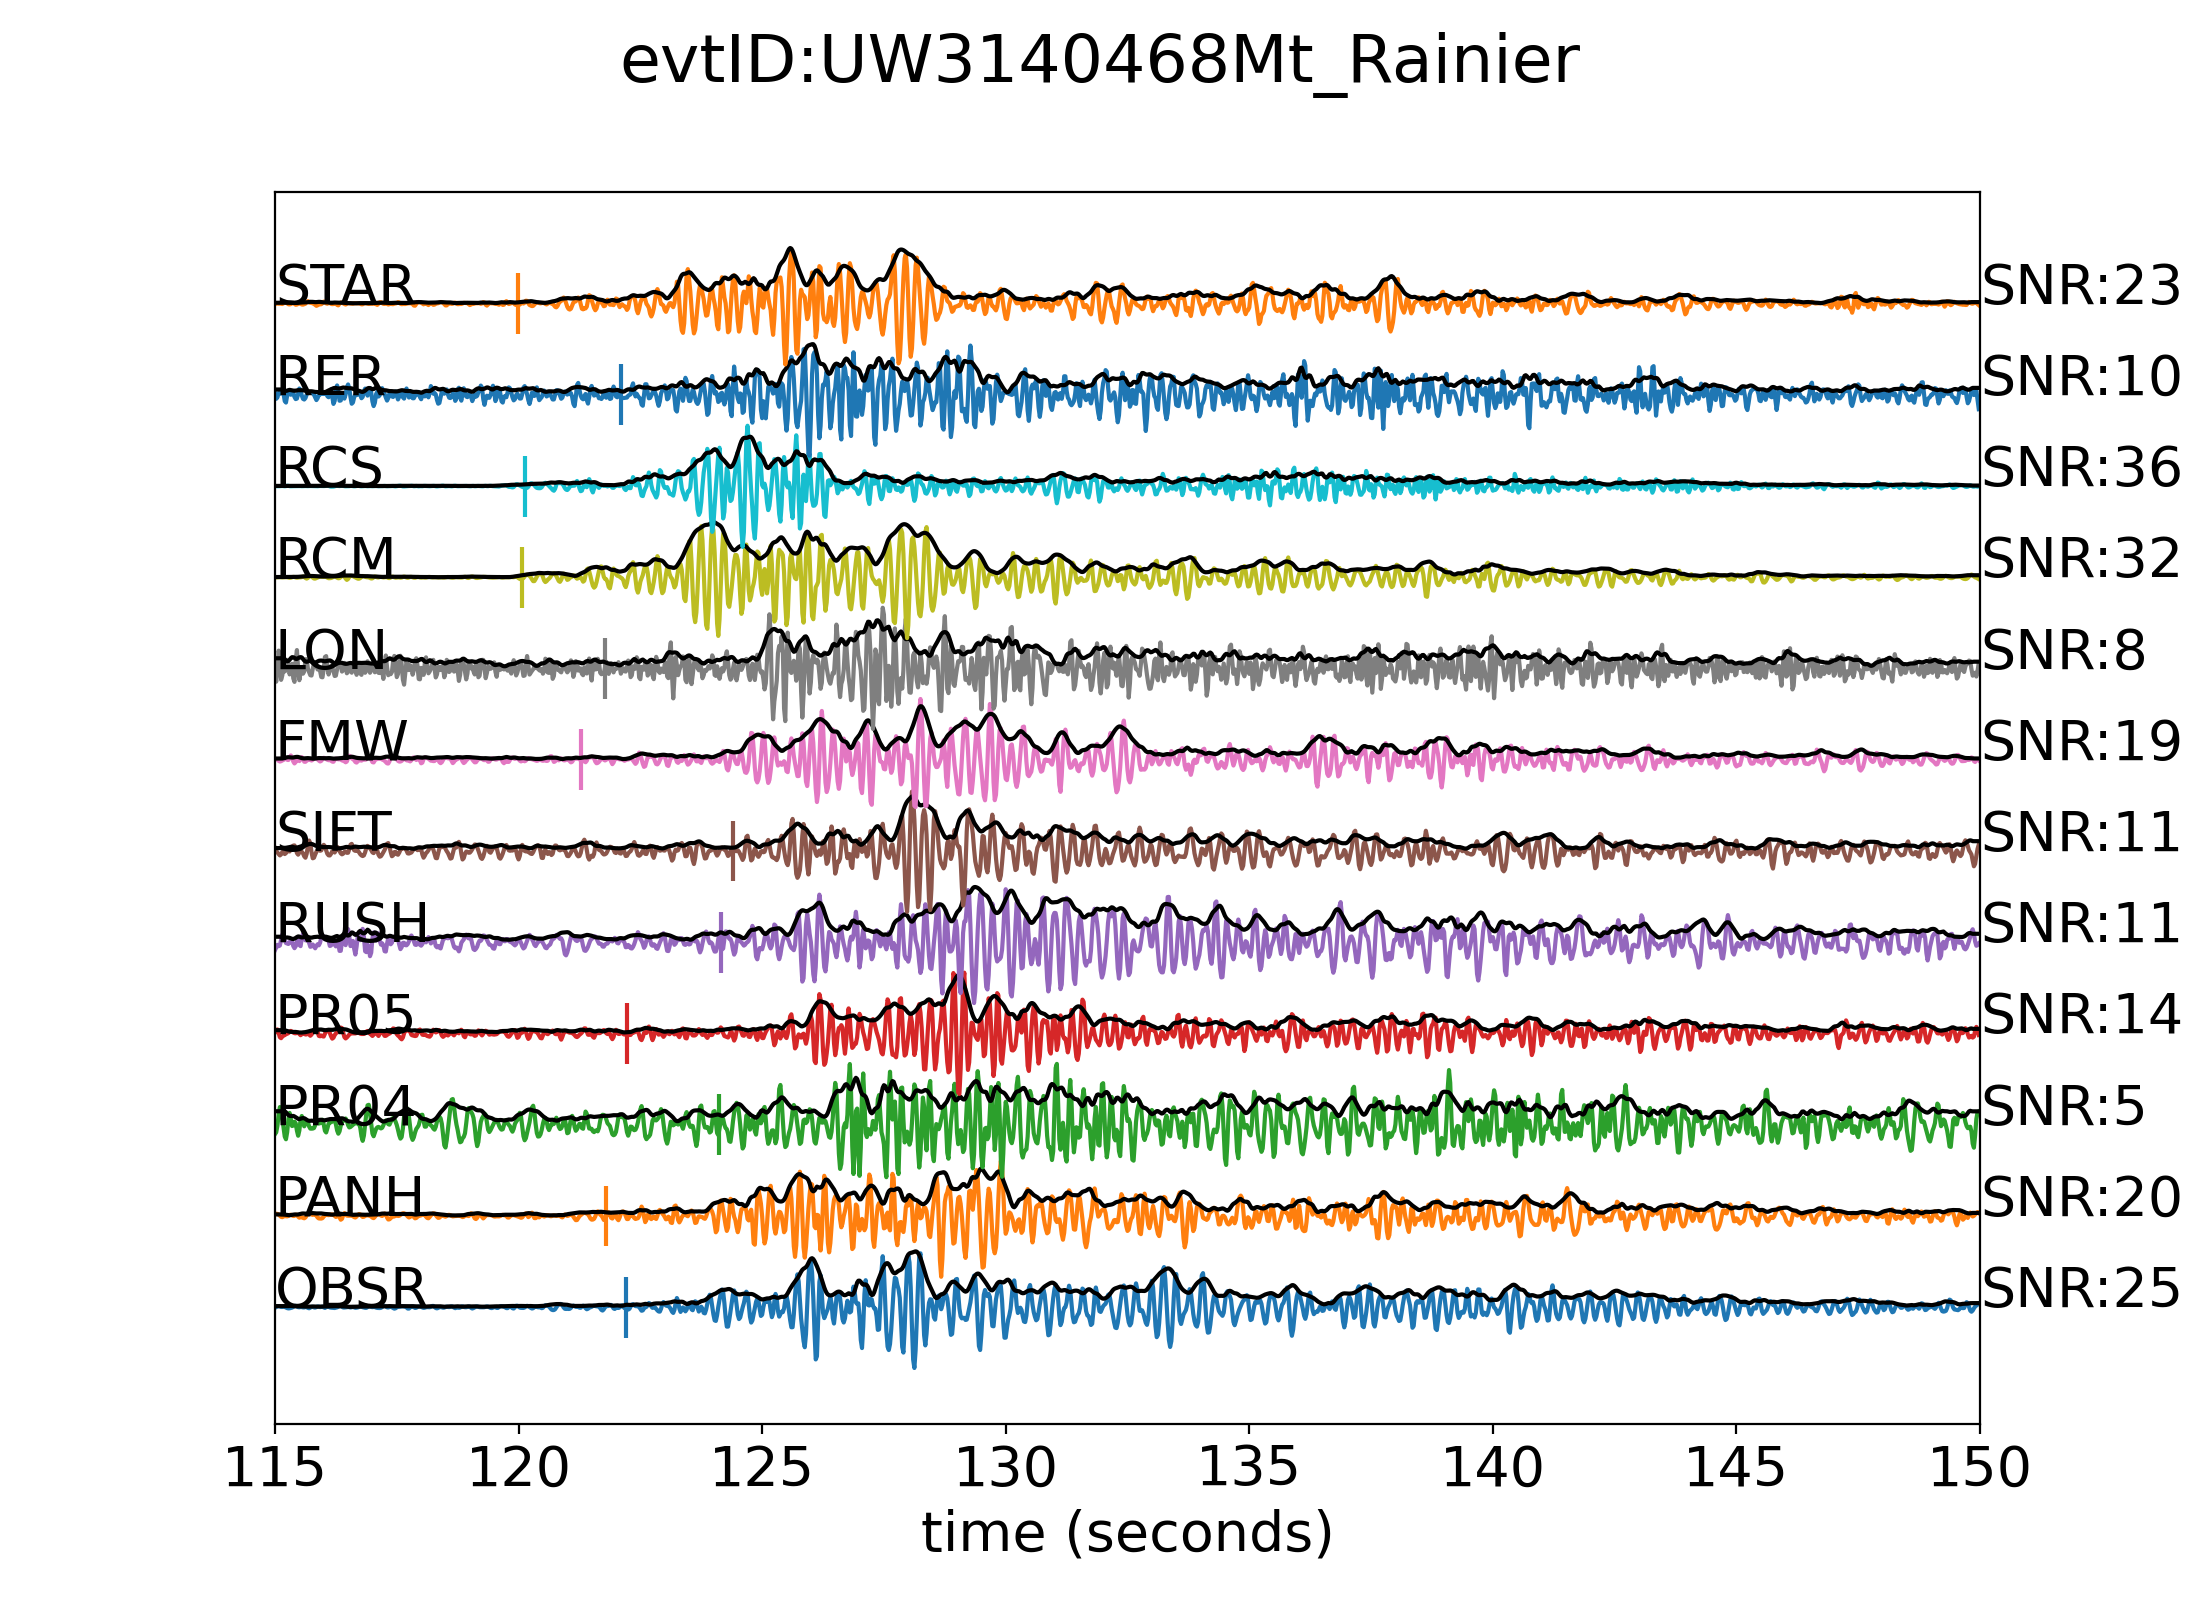 evtID:UW3140468Mt_Rainier
STAR SNR:23
RER SNR:10
RCS SNR:36
RCM SNR:32
LON SNR:8
FMW SNR:19
SIFT SNR:11
RUSH SNR:11
PR05 SNR:14
PR04 SNR:5
PANH SNR:20
OBSR SNR:25
115 120 125 130 135 140 145 150
time (seconds)